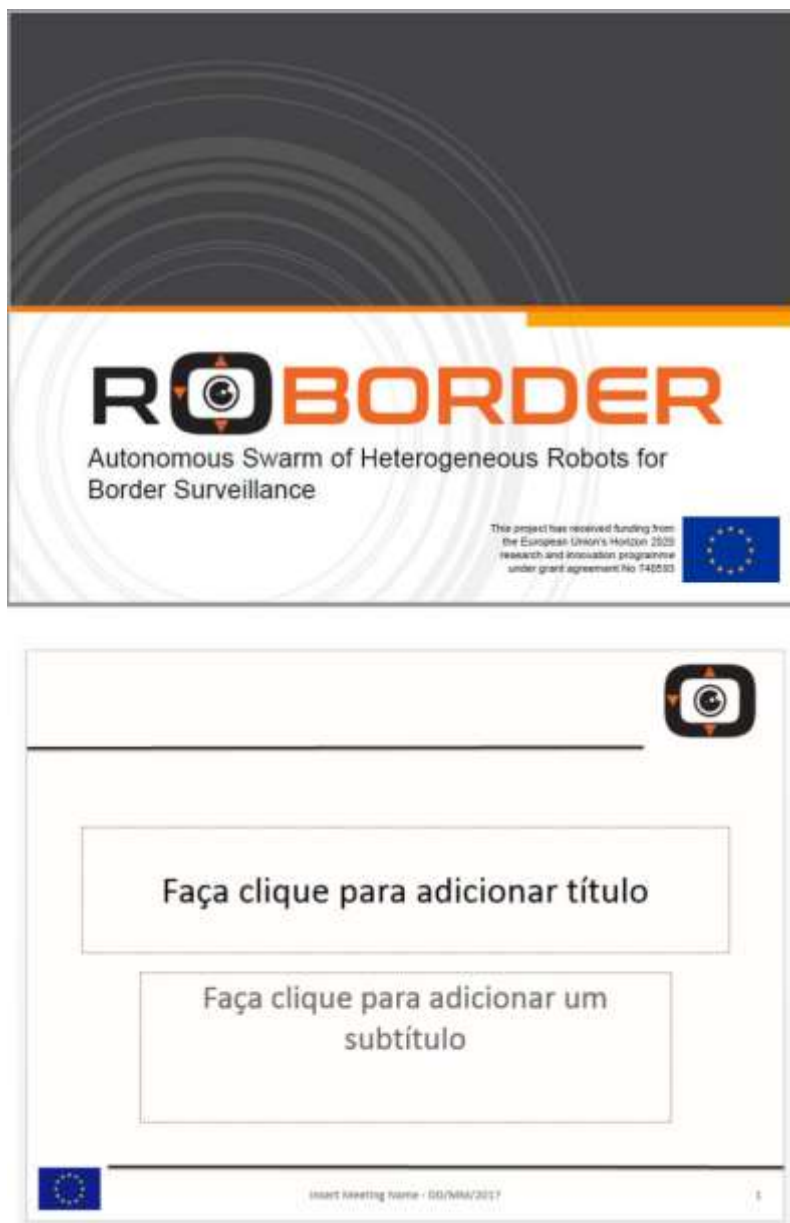 ROBORDER
Autonomous Swarm of Heterogeneous Robots for
Border Surveillance
This project has received funding from
the European Union's Horizon 2020
research and innovation programme
under grant agreement No 740593
Faça clique para adicionar título
Faça clique para adicionar um
subtítulo
Insert Meeting Name - DD/MM/2017
1